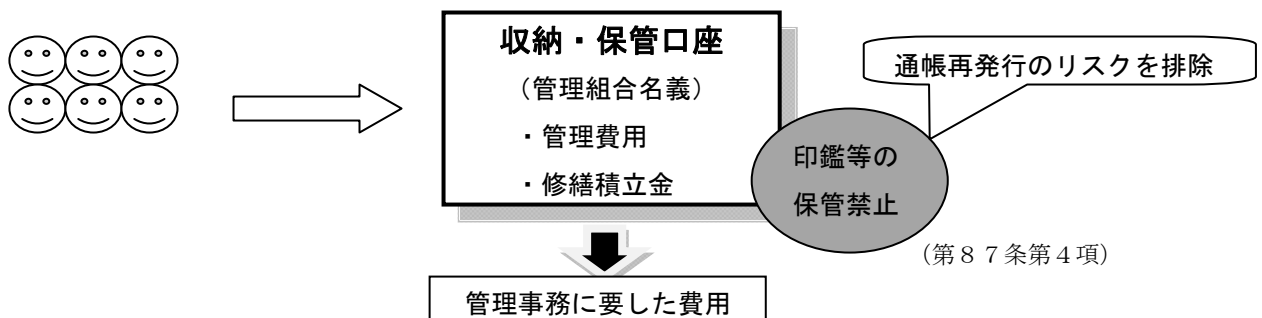 収納・保管口座
（管理組合名義）
・管理費用
・修繕積立金
通帳再発行のリスクを排除
印鑑等の
保管禁止
（第８７条第４項）
管理事務に要した費用